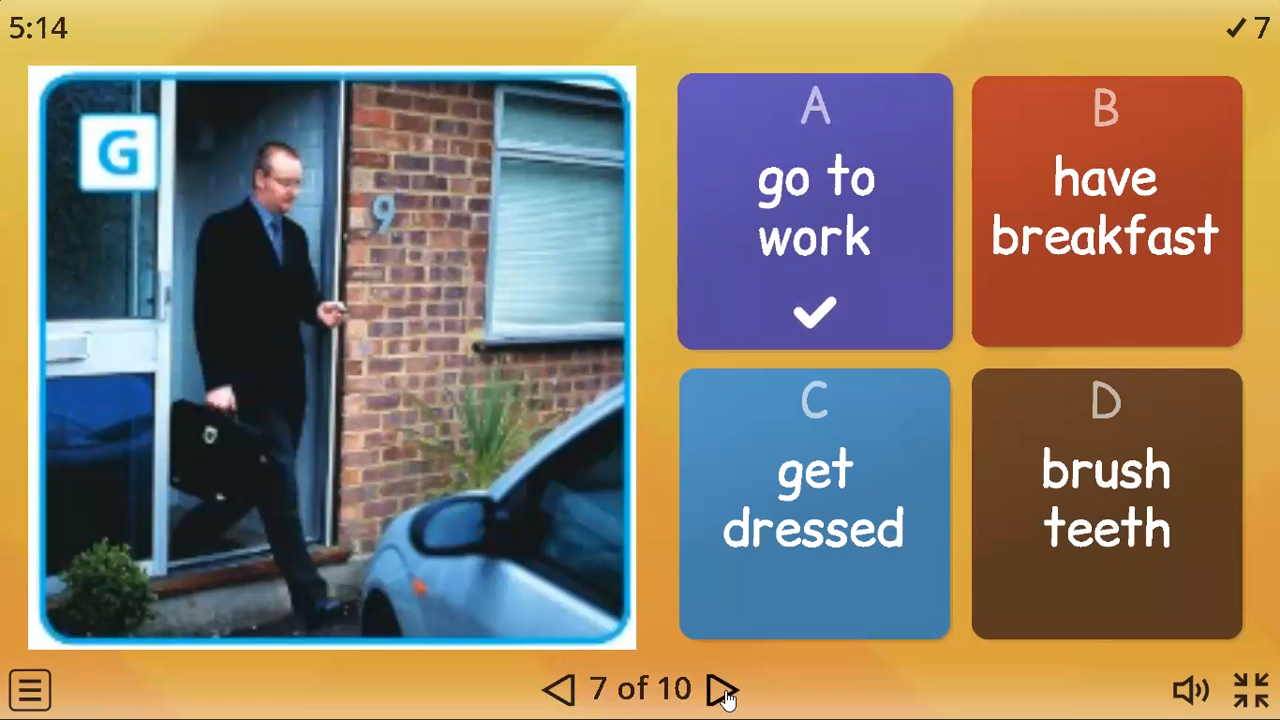 5:14
7
G
9
A
go to
work
B
have
breakfast
C
get
dressed
D
brush
teeth
7 of 10